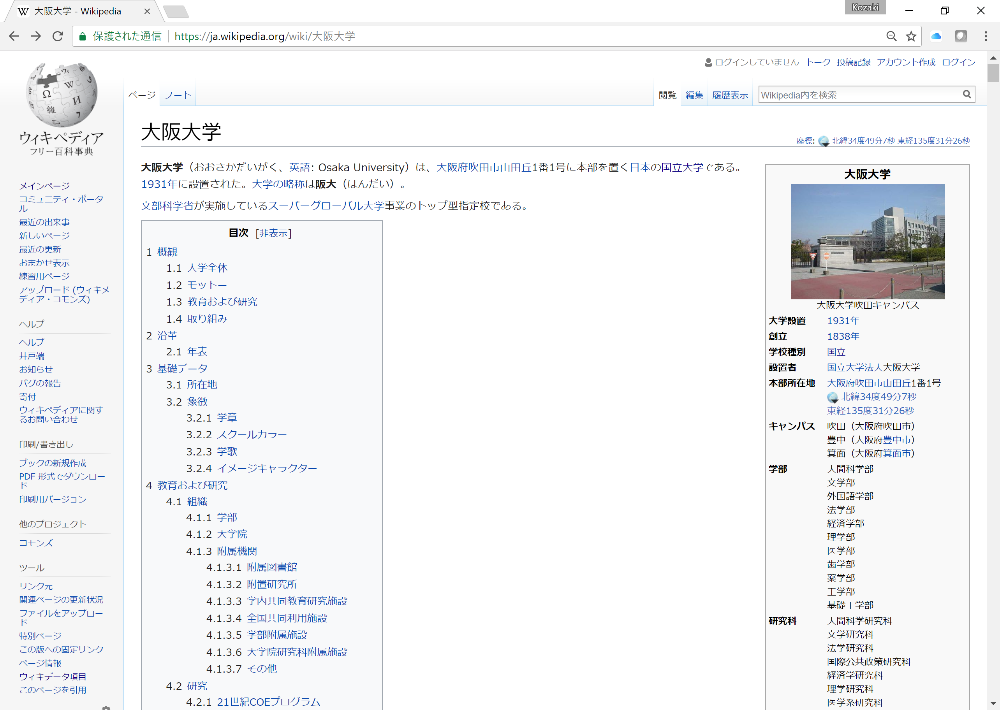 大阪大学 - Wikipedia
Kozaki
保護された通信
https://ja.wikipedia.org/wiki/大阪大学
ログインしていません トーク 投稿記録 アカウント作成 ログイン
ページ ノート
閲覧 編集 履歴表示
Wikipedia内を検索
ウィキペディア
フリー百科事典
メインページ
コミュニティ・ポータ
ル
最近の出来事
新しいページ
最近の更新
おまかせ表示
練習用ページ
アップロード (ウィキメ
ディア・コモンズ)
ヘルプ
ヘルプ
井戸端
お知らせ
バグの報告
寄付
ウィキペディアに関す
るお問い合わせ
印刷/書き出し
ブックの新規作成
PDF 形式でダウンロー
ド
印刷用バージョン
他のプロジェクト
コモンズ
ツール
リンク元
関連ページの更新状況
ファイルをアップロー
ド
特別ページ
この版への固定リンク
ページ情報
ウィキデータ項目
このページを引用
大阪大学
座標: 北緯34度49分7秒 東経135度31分26秒
大阪大学（おおさかだいがく、英語: Osaka University）は、大阪府吹田市山田丘1番1号に本部を置く日本の国立大学である。
1931年に設置された。大学の略称は阪大（はんだい）。
文部科学省が実施しているスーパーグローバル大学事業のトップ型指定校である。
目次 [非表示]
1 概観
1.1 大学全体
1.2 モットー
1.3 教育および研究
1.4 取り組み
2 沿革
2.1 年表
3 基礎データ
3.1 所在地
3.2 象徴
3.2.1 学章
3.2.2 スクールカラー
3.2.3 学歌
3.2.4 イメージキャラクター
4 教育および研究
4.1 組織
4.1.1 学部
4.1.2 大学院
4.1.3 附属機関
4.1.3.1 附属図書館
4.1.3.2 附置研究所
4.1.3.3 学内共同教育研究施設
4.1.3.4 全国共同利用施設
4.1.3.5 学部附属施設
4.1.3.6 大学院研究科附属施設
4.1.3.7 その他
4.2 研究
4.2.1 21世紀COEプログラム
大阪大学
大阪大学吹田キャンパス
大学設置 1931年
創立 1838年
学校種別 国立
設置者 国立大学法人大阪大学
本部所在地 大阪府吹田市山田丘1番1号
北緯34度49分7秒
東経135度31分26秒
キャンパス 吹田（大阪府吹田市）
豊中（大阪府豊中市）
箕面（大阪府箕面市）
学部 人間科学部
文学部
外国語学部
法学部
経済学部
理学部
医学部
歯学部
薬学部
工学部
基礎工学部
研究科 人間科学研究科
文学研究科
法学研究科
国際公共政策研究科
経済学研究科
理学研究科
医学系研究科